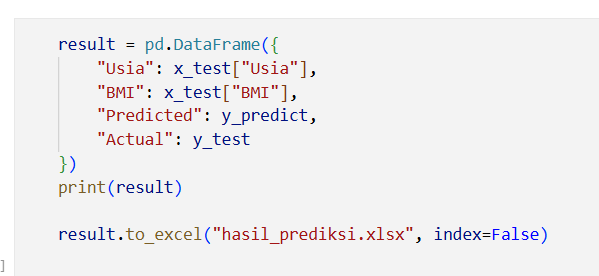 result = pd.DataFrame({
    "Usia": x_test["Usia"],
    "BMI": x_test["BMI"],
    "Predicted": y_predict,
    "Actual": y_test
})
print(result)

result.to_excel("hasil_prediksi.xlsx", index=False)
]